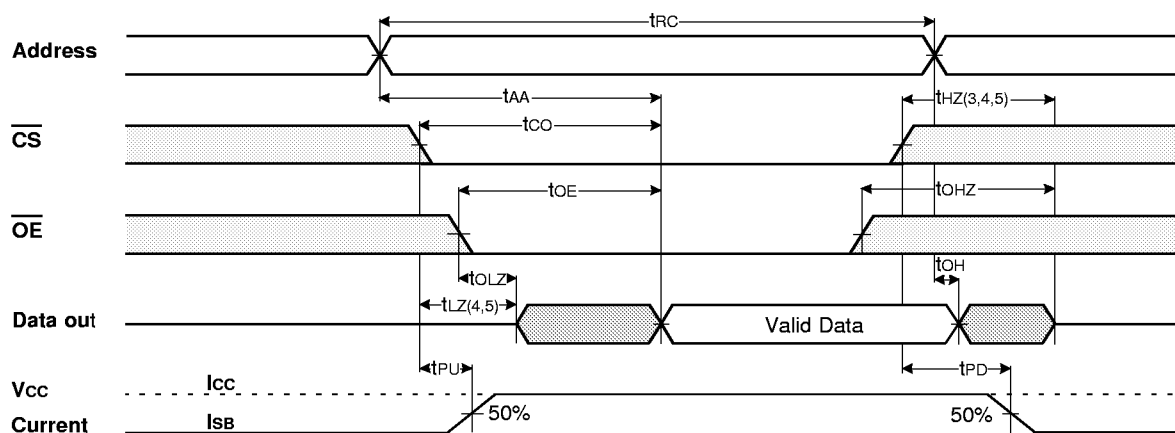 tRC
Address
tAA
tHZ(3,4,5)
CS
tCO
tOE
tOHZ
OE
tOLZ
tOH
tLZ(4,5)
Data out
Valid Data
tPU
tPD
VCC
ICC
50%
50%
Current
ISB